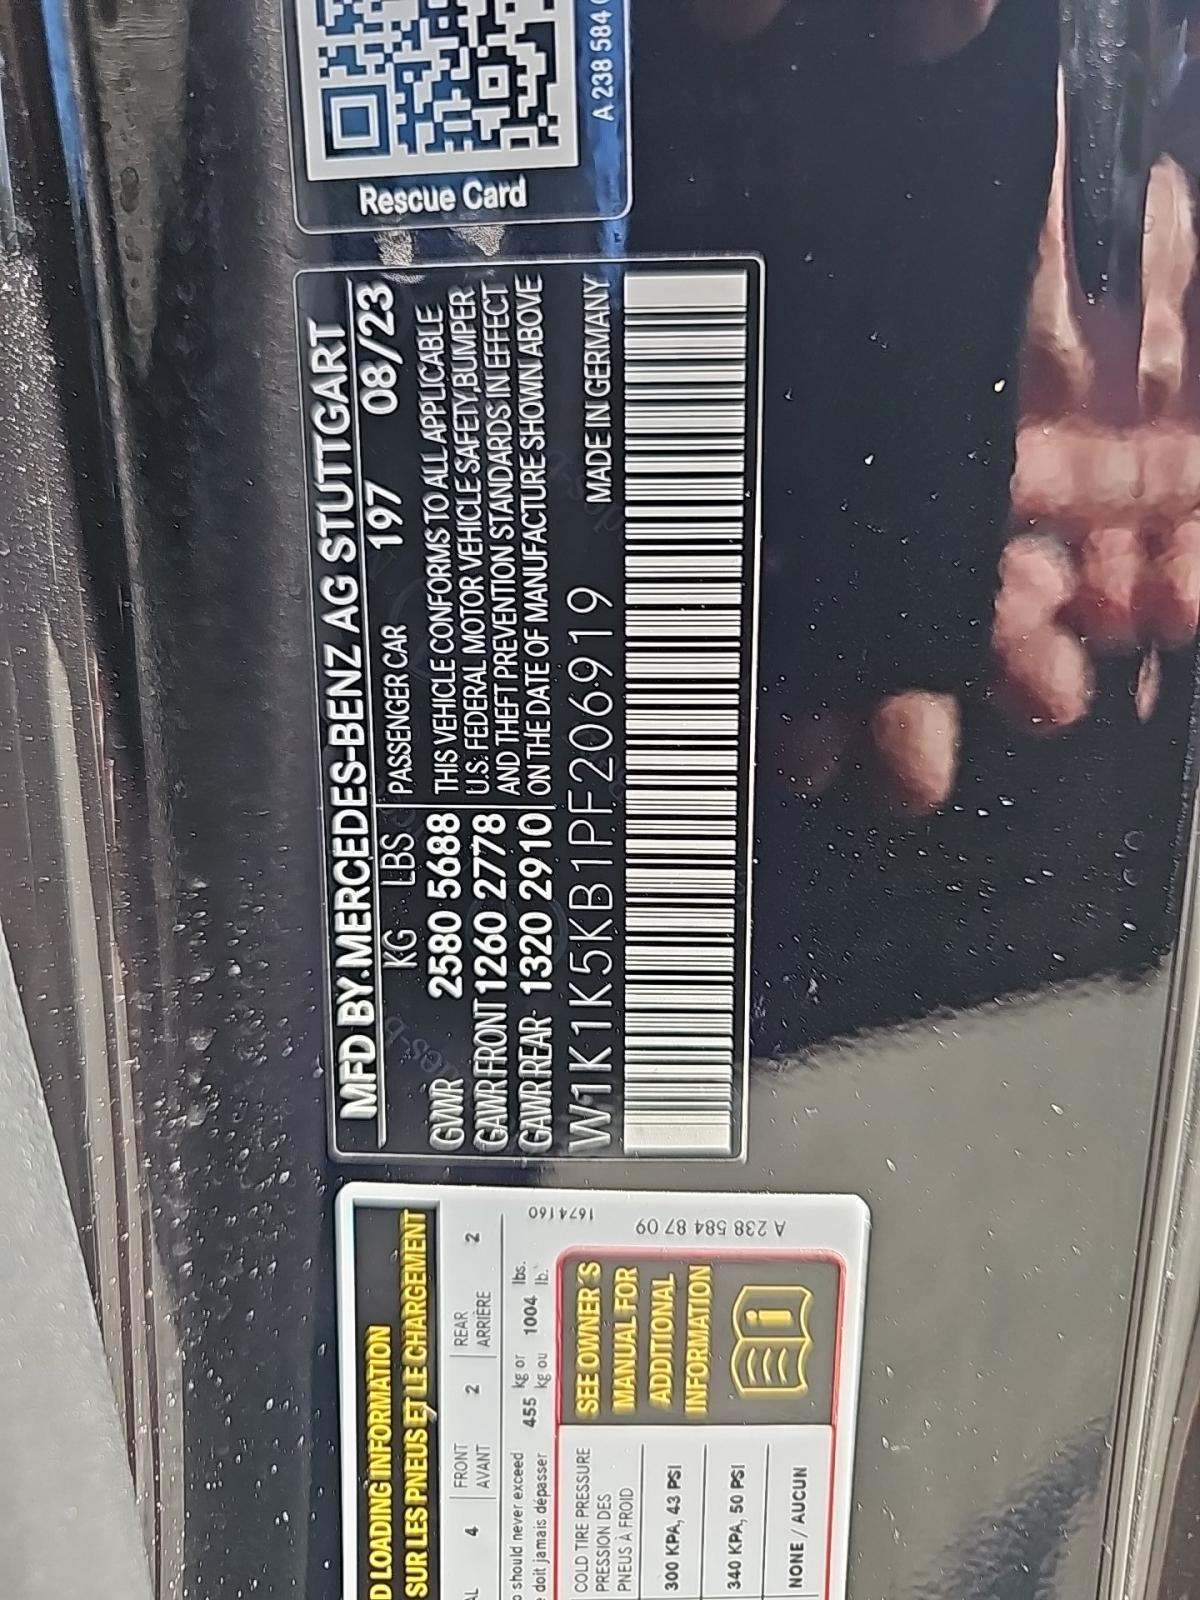 D LOADING INFORMATION
SUR LES PNEUS ET LE CHARGEMENT
AL 4 FRONT 2 REAR 2
AVANT ARRIÈRE
should never exceed 455 kg or 1004 lbs.
doit jamais dépasser kg ou lb.
COLD TIRE PRESSURE
PRESSION DES
PNEUS À FROID
300 KPA, 43 PSI
340 KPA, 50 PSI
NONE / AUCUN
SEE OWNER'S
MANUAL FOR
ADDITIONAL
INFORMATION
1674160
A 238 584 87 09
MFD BY MERCEDES-BENZ AG STUTTGART
KG LBS 197 08/23
PASSENGER CAR
GVWR 2580 5688 THIS VEHICLE CONFORMS TO ALL APPLICABLE
GAWR FRONT 1260 2778 U.S. FEDERAL MOTOR VEHICLE SAFETY,BUMPER
AND THEFT PREVENTION STANDARDS IN EFFECT
GAWR REAR 1320 2910 ON THE DATE OF MANUFACTURE SHOWN ABOVE
W1K1K5KB1PF206919 MADE IN GERMANY
Rescue Card
A 238 584